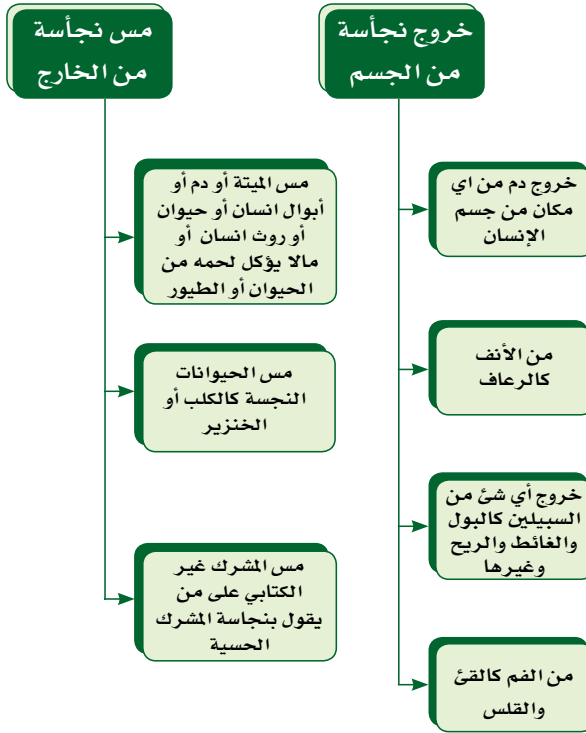 خروج نجأسة
من الجسم
خروج دم من اي
مكان من جسم
الإنسان
من الأنف
كالرعاف
خروج أي شئ من
السبيلين كالبول
والغائط والريح
وغيرها
من الفم كالقئ
والقلس
مس نجأسة
من الخارج
مس الميتة أو دم أو
أبوال انسان أو حيوان
أو روث انسان أو
مالا يؤكل لحمه من
الحيوان أو الطيور
مس الحيوانات
النجسة كالكلب أو
الخنزير
مس المشرك غير
الكتابي على من
يقول بنجاسة المشرك
الحسية